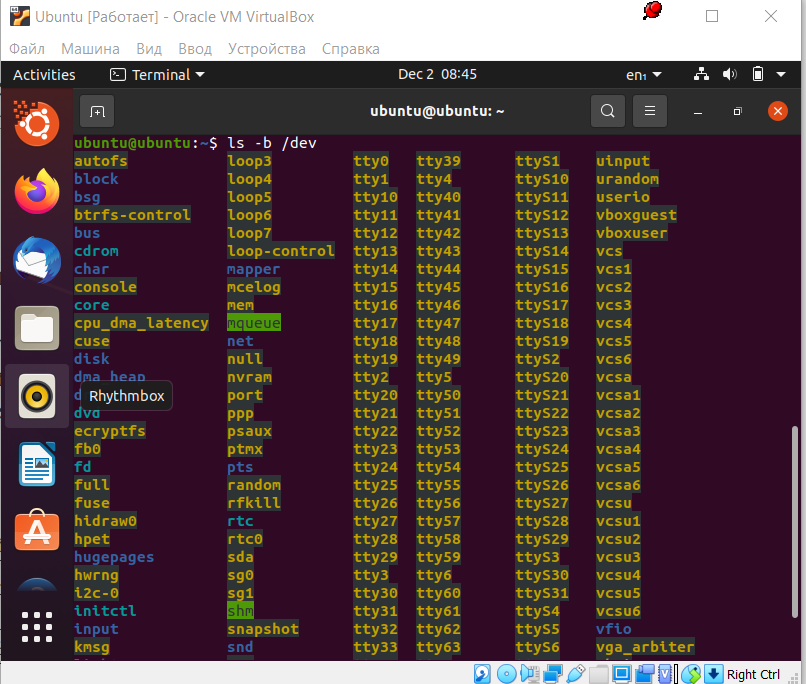 Ubuntu [Работает] - Oracle VM VirtualBox
Файл Машина Вид Ввод Устройства Справка
Activities Terminal Dec 2 08:45 en₁
ubuntu@ubuntu: ~
ubuntu@ubuntu:~$ ls -b /dev
autofs loop3 tty0 tty39 ttyS1 uinput
block loop4 tty1 tty4 ttyS10 urandom
bsg loop5 tty10 tty40 ttyS11 userio
btrfs-control loop6 tty11 tty41 ttyS12 vboxguest
bus loop7 tty12 tty42 ttyS13 vboxuser
cdrom loop-control tty13 tty43 ttyS14 vcs
char mapper tty14 tty44 ttyS15 vcs1
console mcelog tty15 tty45 ttyS16 vcs2
core mem tty16 tty46 ttyS17 vcs3
cpu_dma_latency mqueue tty17 tty47 ttyS18 vcs4
cuse net tty18 tty48 ttyS19 vcs5
disk null tty19 tty49 ttyS2 vcs6
dma_heap nvram tty2 tty5 ttyS20 vcsa
Rhythmbox port tty20 tty50 ttyS21 vcsa1
dvd ppp tty21 tty51 ttyS22 vcsa2
ecryptfs psaux tty22 tty52 ttyS23 vcsa3
fb0 ptmx tty23 tty53 ttyS24 vcsa4
fd pts tty24 tty54 ttyS25 vcsa5
full random tty25 tty55 ttyS26 vcsa6
fuse rfkill tty26 tty56 ttyS27 vcsu
hidraw0 rtc tty27 tty57 ttyS28 vcsu1
hpet rtc0 tty28 tty58 ttyS29 vcsu2
hugepages sda tty29 tty59 ttyS3 vcsu3
hwrng sg0 tty3 tty6 ttyS30 vcsu4
i2c-0 sg1 tty30 tty60 ttyS31 vcsu5
initctl shm tty31 tty61 ttyS4 vcsu6
input snapshot tty32 tty62 ttyS5 vfio
kmsg snd tty33 tty63 ttyS6 vga_arbiter
Right Ctrl